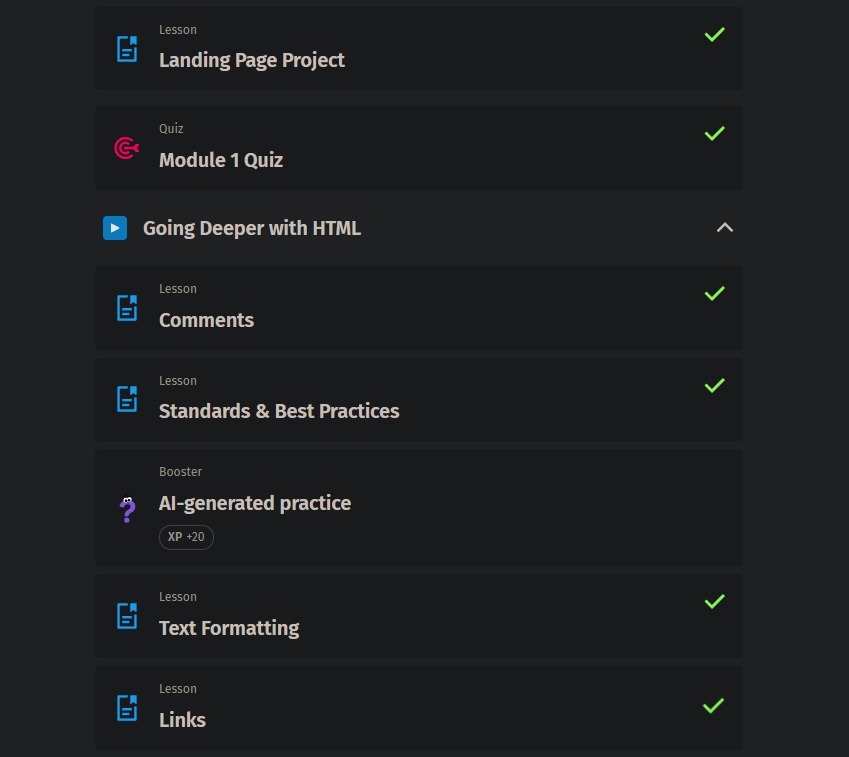 Lesson
Landing Page Project
Quiz
Module 1 Quiz
Going Deeper with HTML
Lesson
Comments
Lesson
Standards & Best Practices
Booster
AI-generated practice
XP +20
Lesson
Text Formatting
Lesson
Links